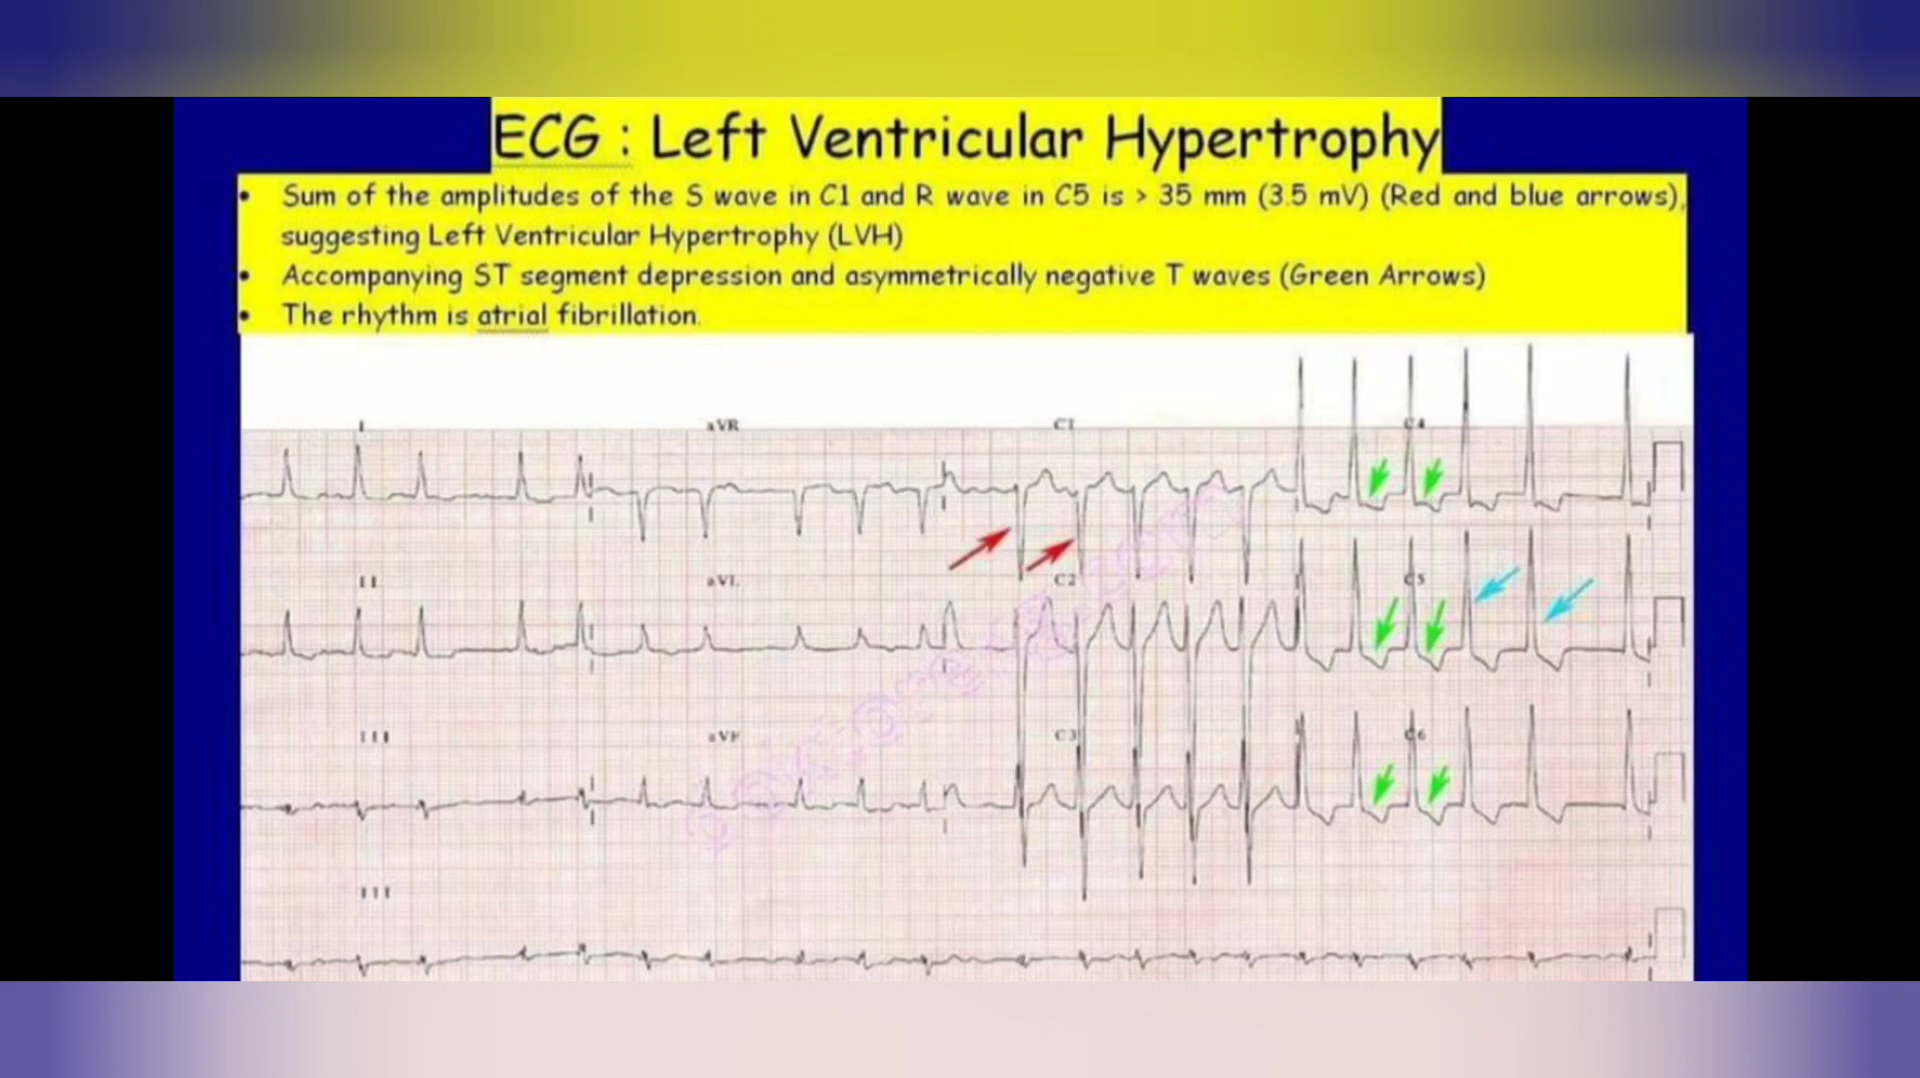 ECG : Left Ventricular Hypertrophy
• Sum of the amplitudes of the S wave in C1 and R wave in C5 is > 35 mm (3.5 mV) (Red and blue arrows),
suggesting Left Ventricular Hypertrophy (LVH)
• Accompanying ST segment depression and asymmetrically negative T waves (Green Arrows)
• The rhythm is atrial fibrillation.
I aVR C1 C4
II aVL C2 C5
III aVF C3 C6
III